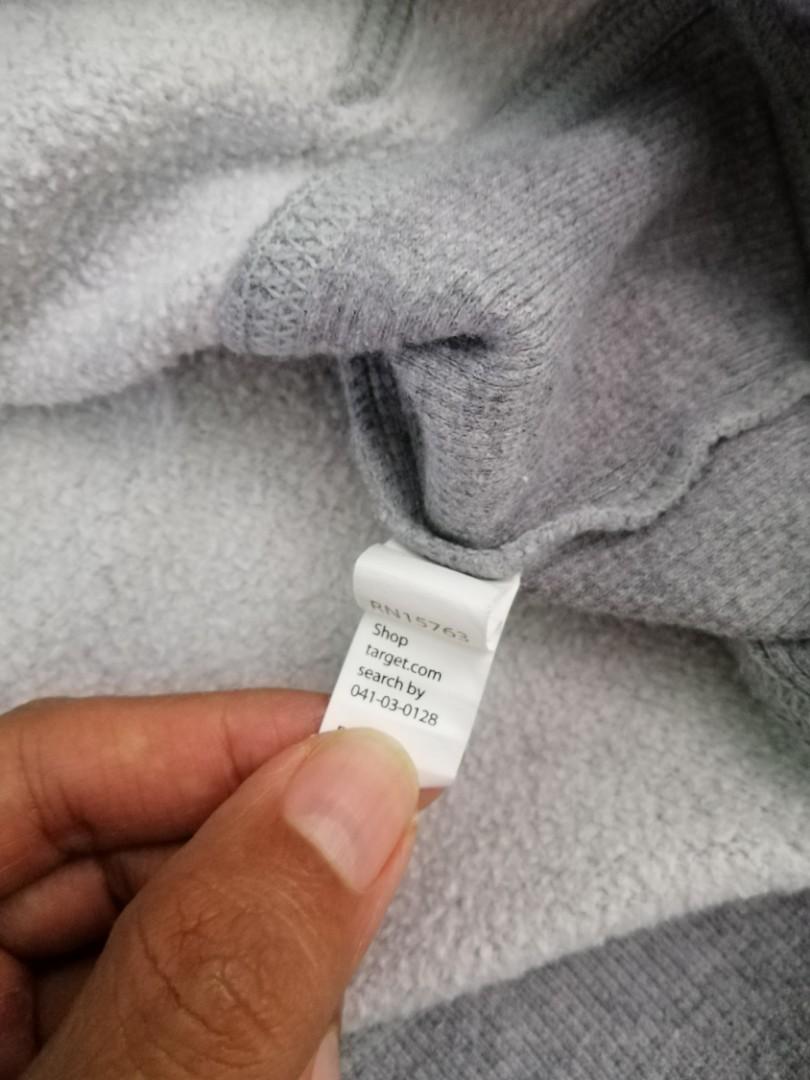 RN15763
Shop
target.com
search by
041-03-0128